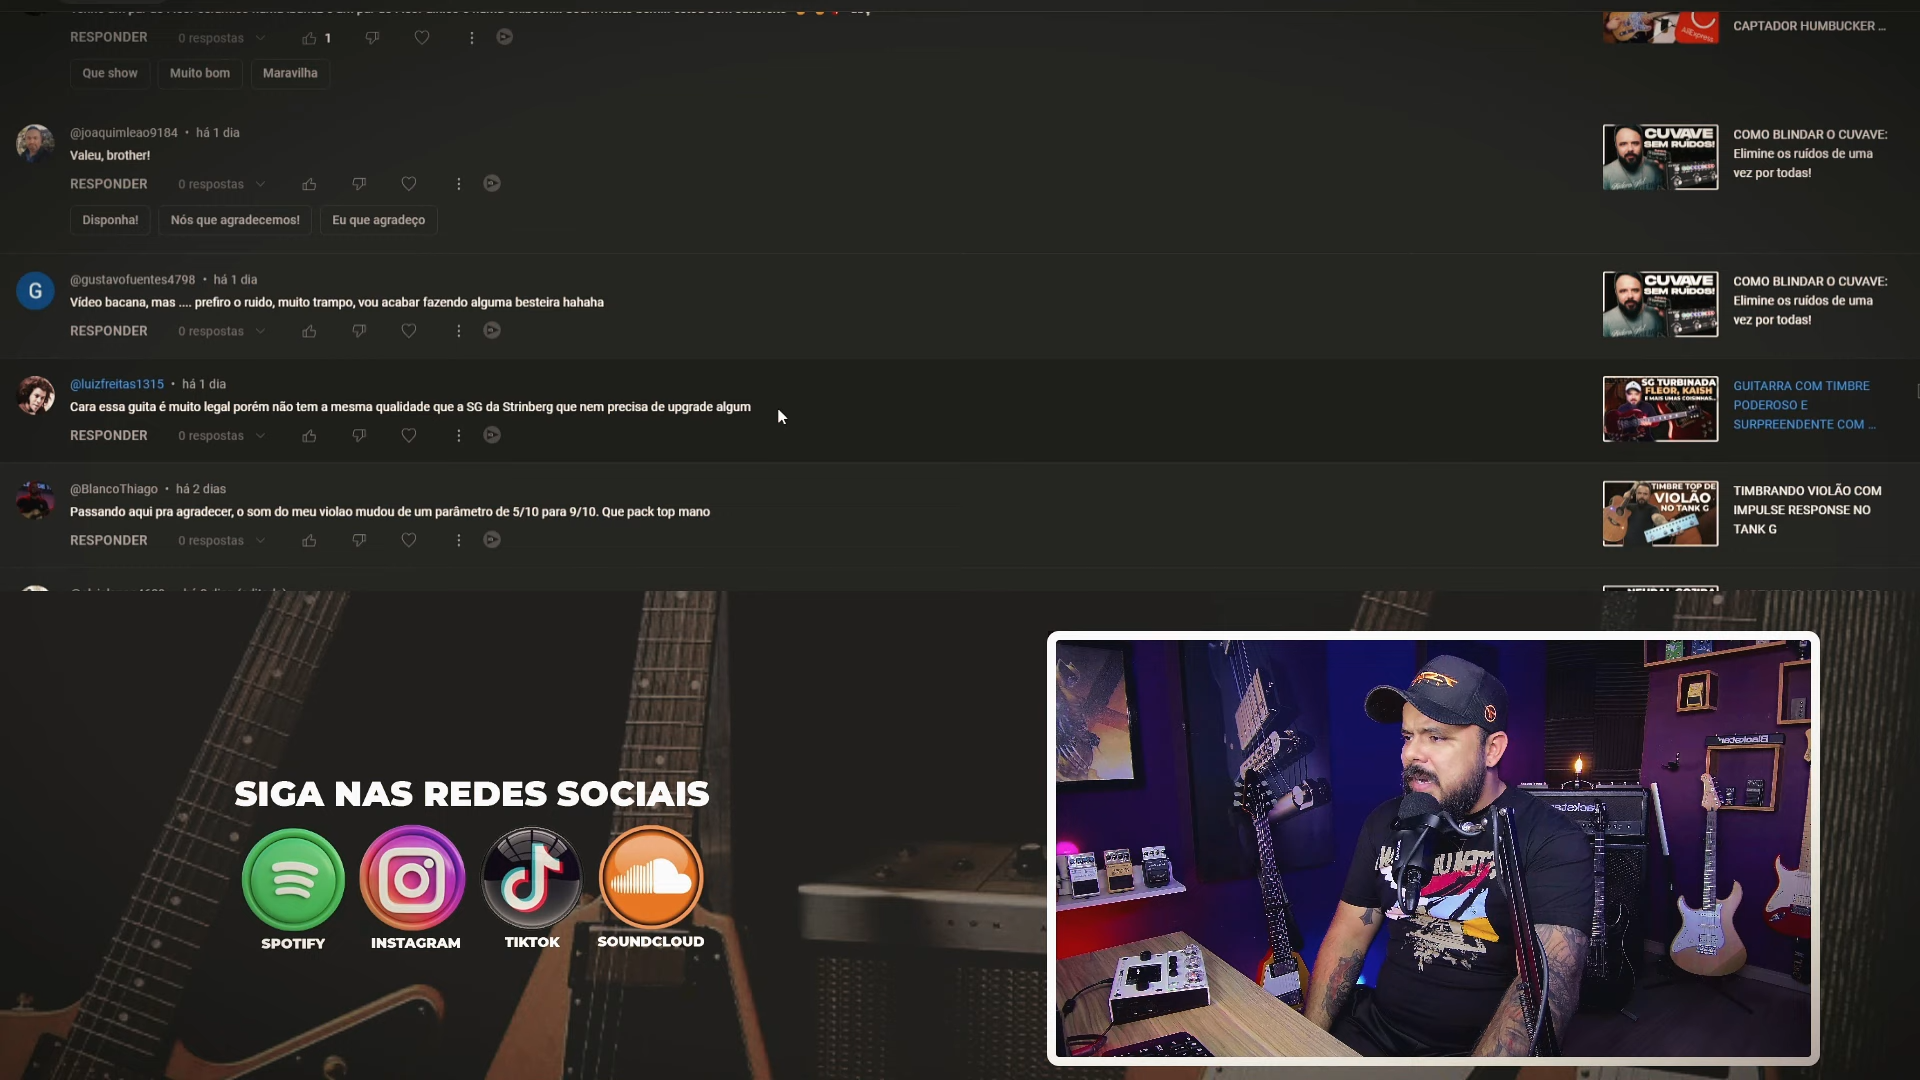 RESPONDER 0 respostas 1
Que show Muito bom Maravilha
CAPTADOR HUMBUCKER ...
AliExpress
@joaquimleao9184 • há 1 dia
Valeu, brother!
RESPONDER 0 respostas
Disponha! Nós que agradecemos! Eu que agradeço
CUVAVE
SEM RUÍDOS!
COMO BLINDAR O CUVAVE:
Elimine os ruídos de uma
vez por todas!
G
@gustavofuentes4798 • há 1 dia
Vídeo bacana, mas .... prefiro o ruido, muito trampo, vou acabar fazendo alguma besteira hahaha
RESPONDER 0 respostas
CUVAVE
SEM RUÍDOS!
COMO BLINDAR O CUVAVE:
Elimine os ruídos de uma
vez por todas!
@luizfreitas1315 • há 1 dia
Cara essa guita é muito legal porém não tem a mesma qualidade que a SG da Strinberg que nem precisa de upgrade algum
RESPONDER 0 respostas
SG TURBINADA
FLEOR, KAISH
E MAIS UMAS COISINHAS...
GUITARRA COM TIMBRE
PODEROSO E
SURPREENDENTE COM ...
@BlancoThiago • há 2 dias
Passando aqui pra agradecer, o som do meu violao mudou de um parâmetro de 5/10 para 9/10. Que pack top mano
RESPONDER 0 respostas
TIMBRE TOP DE
VIOLÃO
NO TANK G
TIMBRANDO VIOLÃO COM
IMPULSE RESPONSE NO
TANK G
SIGA NAS REDES SOCIAIS
SPOTIFY INSTAGRAM TIKTOK SOUNDCLOUD
Blackstar